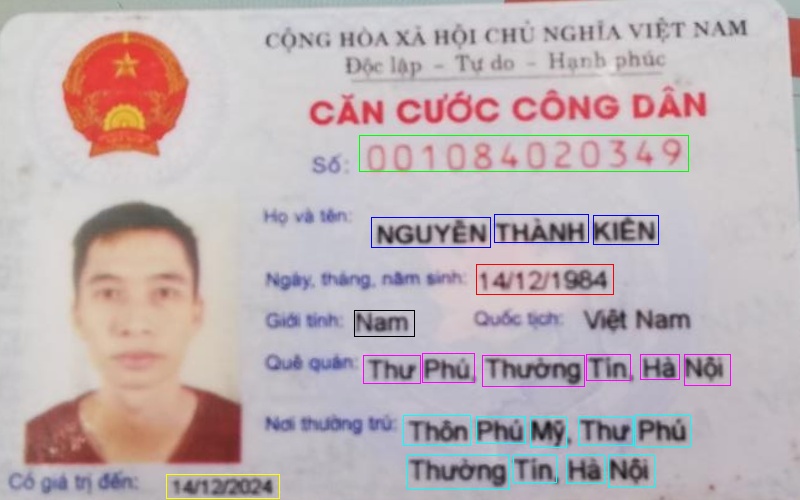 CỘNG HÒA XÃ HỘI CHỦ NGHĨA VIỆT NAM
Độc lập - Tự do - Hạnh phúc
CĂN CƯỚC CÔNG DÂN
Số: 001084020349
Họ và tên: NGUYỄN THÀNH KIÊN
Ngày, tháng, năm sinh: 14/12/1984
Giới tính: Nam Quốc tịch: Việt Nam
Quê quán: Thư Phú, Thường Tín, Hà Nội
Nơi thường trú: Thôn Phú Mỹ, Thư Phú
Thường Tín, Hà Nội
Có giá trị đến: 14/12/2024